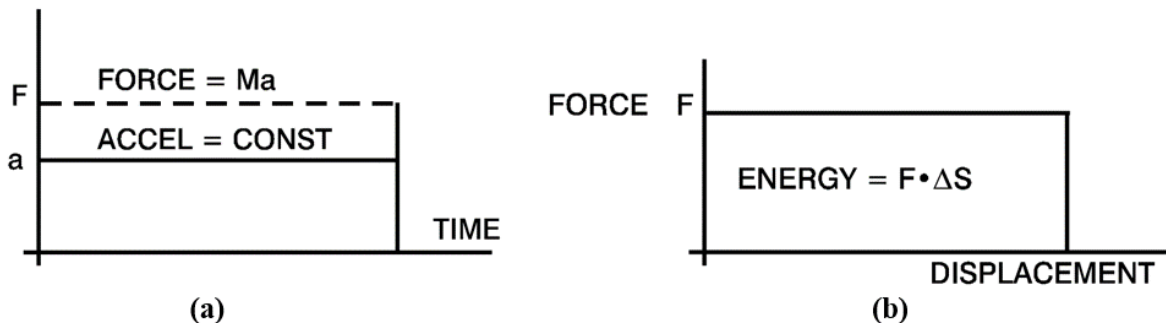 FORCE = Ma
F
ACCEL = CONST
a
TIME
(a)
FORCE F
ENERGY = F•ΔS
DISPLACEMENT
(b)